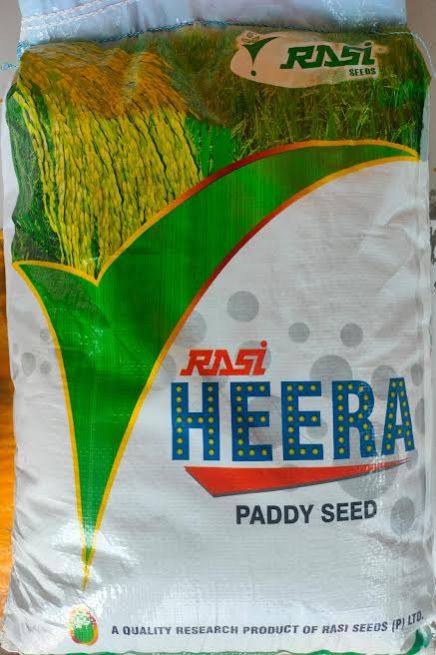 RASI
SEEDS
RASI
HEERA
PADDY SEED
A QUALITY RESEARCH PRODUCT OF RASI SEEDS (P) LTD.